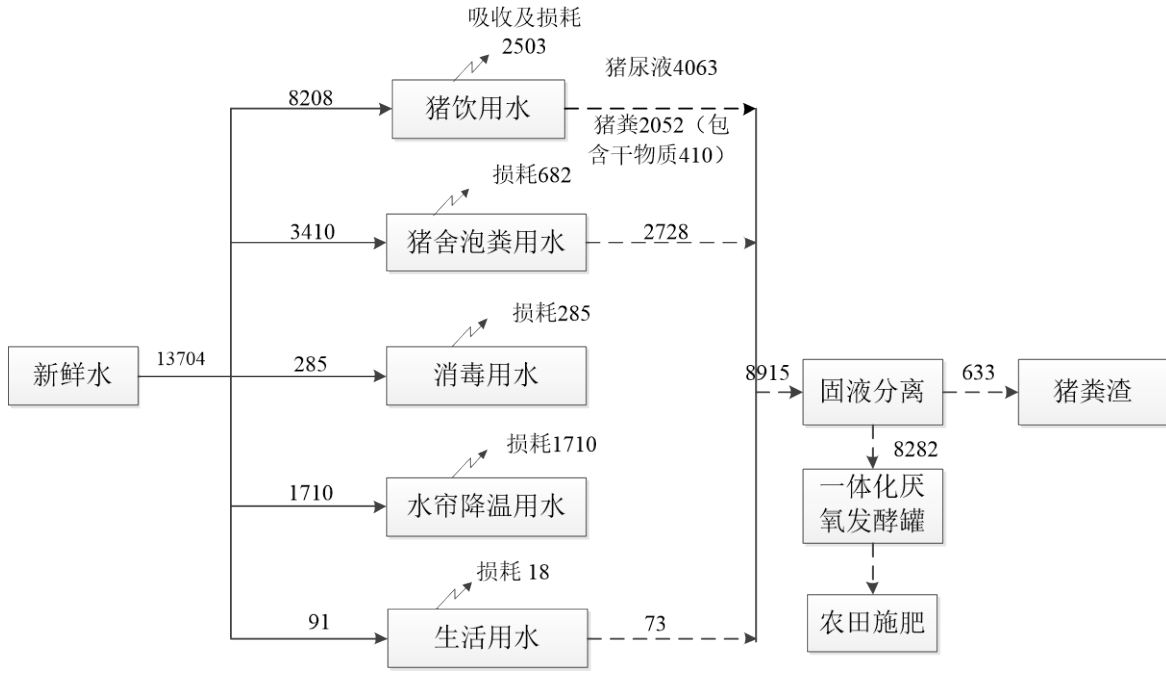 吸收及损耗
2503
8208
猪饮用水
猪尿液4063
猪粪2052（包
含干物质410）
损耗682
3410
猪舍泡粪用水
2728
损耗285
新鲜水
13704
285
消毒用水
8915
固液分离
633
猪粪渣
8282
损耗1710
1710
水帘降温用水
一体化厌
氧发酵罐
损耗 18
91
生活用水
73
农田施肥